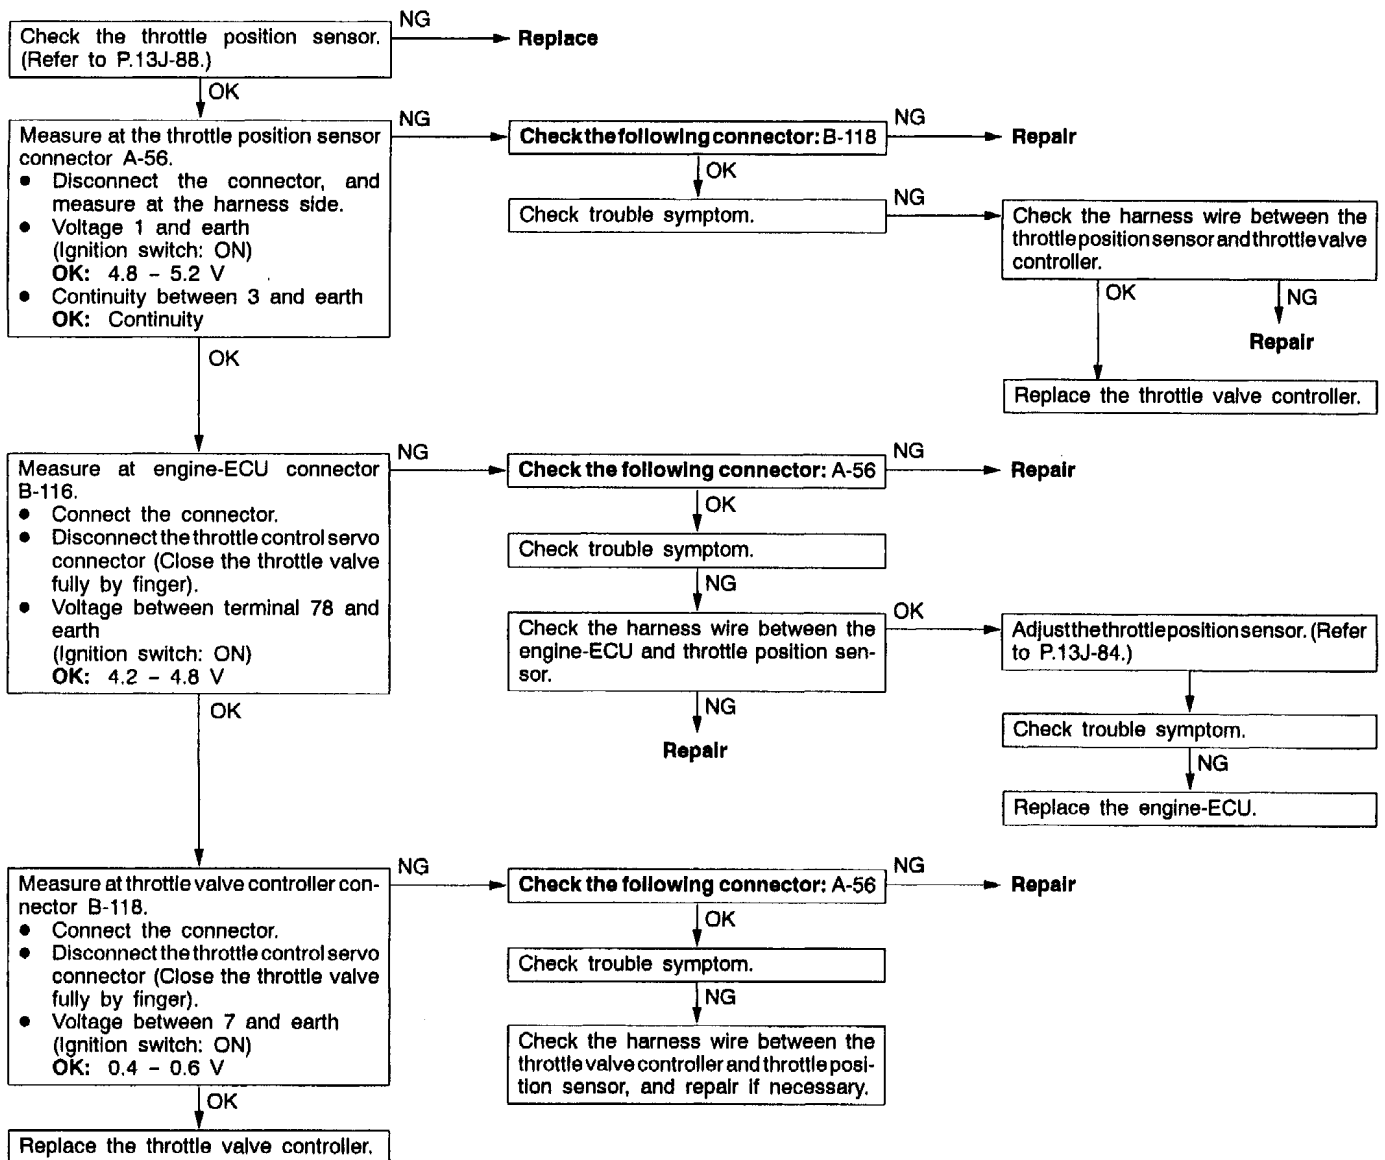 Check the throttle position sensor.
(Refer to P.13J-88.)
NG
Replace
OK
Measure at the throttle position sensor
connector A-56.
● Disconnect the connector, and
measure at the harness side.
● Voltage 1 and earth
(Ignition switch: ON)
OK: 4.8 – 5.2 V
● Continuity between 3 and earth
OK: Continuity
NG
Check the following connector: B-118
NG
Repair
OK
Check trouble symptom.
NG
Check the harness wire between the
throttle position sensor and throttle valve
controller.
OK
NG
Repair
Replace the throttle valve controller.
OK
Measure at engine-ECU connector
B-116.
● Connect the connector.
● Disconnect the throttle control servo
connector (Close the throttle valve
fully by finger).
● Voltage between terminal 78 and
earth
(Ignition switch: ON)
OK: 4.2 – 4.8 V
NG
Check the following connector: A-56
NG
Repair
OK
Check trouble symptom.
NG
Check the harness wire between the
engine-ECU and throttle position sen-
sor.
OK
Adjust the throttle position sensor. (Refer
to P.13J-84.)
NG
Repair
Check trouble symptom.
NG
Replace the engine-ECU.
OK
Measure at throttle valve controller con-
nector B-118.
● Connect the connector.
● Disconnect the throttle control servo
connector (Close the throttle valve
fully by finger).
● Voltage between 7 and earth
(Ignition switch: ON)
OK: 0.4 – 0.6 V
NG
Check the following connector: A-56
NG
Repair
OK
Check trouble symptom.
NG
Check the harness wire between the
throttle valve controller and throttle posi-
tion sensor, and repair if necessary.
OK
Replace the throttle valve controller.